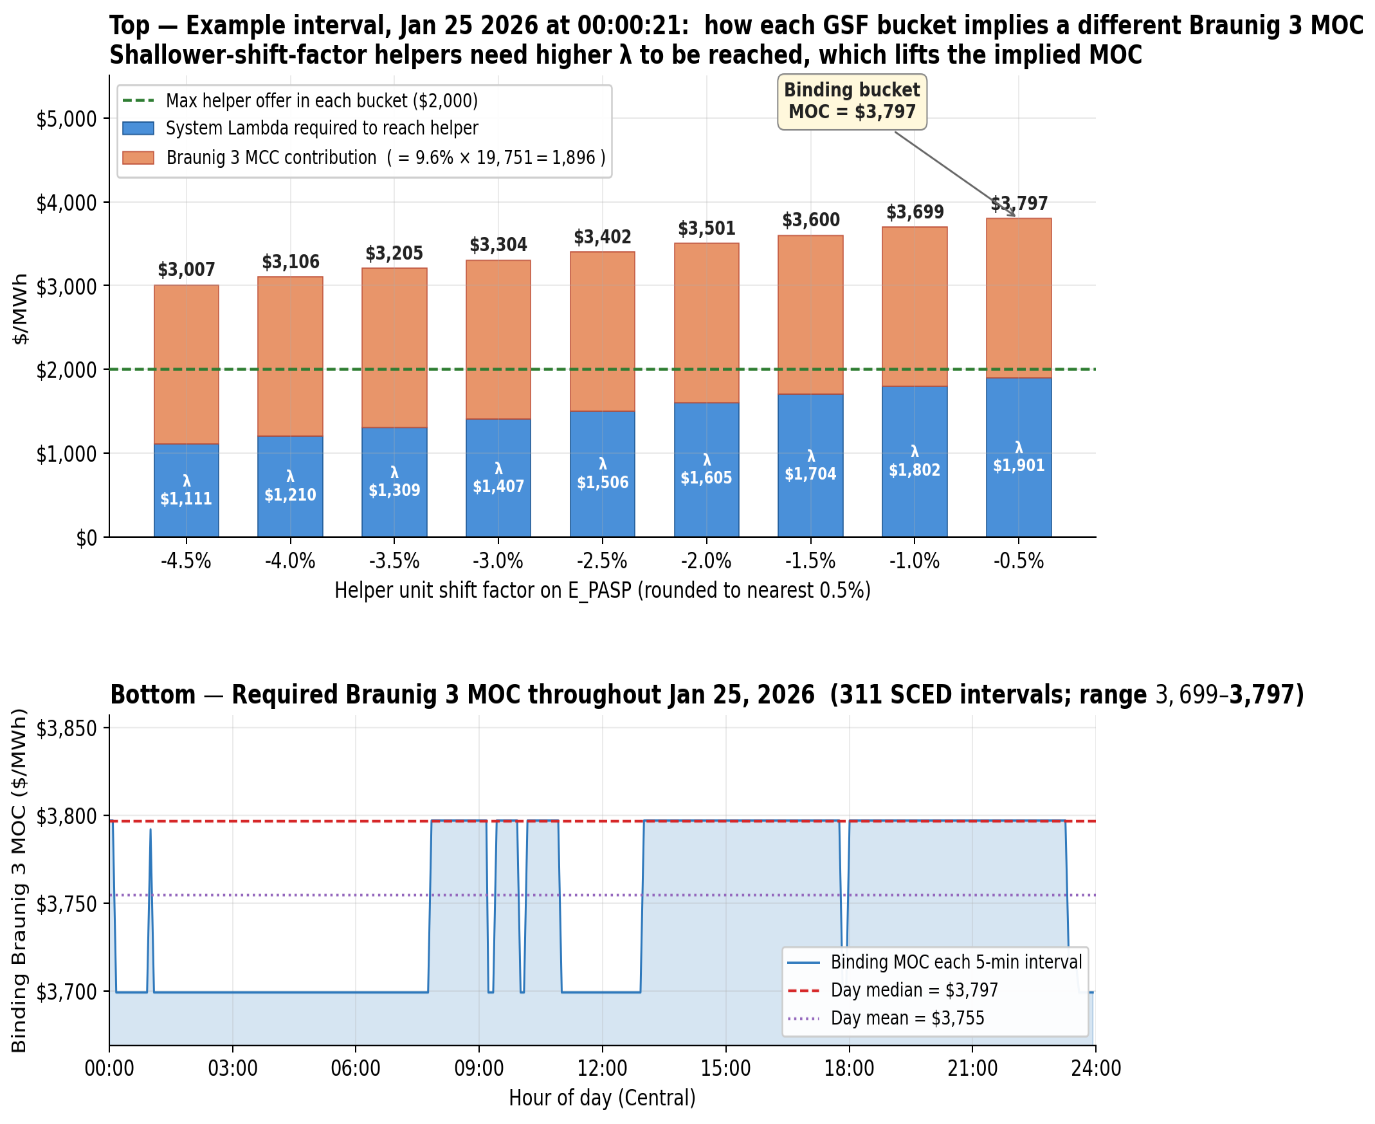 Top — Example interval, Jan 25 2026 at 00:00:21:  how each GSF bucket implies a different Braunig 3 MOC
Shallower-shift-factor helpers need higher λ to be reached, which lifts the implied MOC
Binding bucket
MOC = $3,797
Max helper offer in each bucket ($2,000)
System Lambda required to reach helper
Braunig 3 MCC contribution  ( = 9.6% × 19,751=1,896 )
$/MWh
$5,000
$4,000
$3,000
$2,000
$1,000
$0
$3,007
$3,106
$3,205
$3,304
$3,402
$3,501
$3,600
$3,699
$3,797
λ
$1,111
λ
$1,210
λ
$1,309
λ
$1,407
λ
$1,506
λ
$1,605
λ
$1,704
λ
$1,802
λ
$1,901
-4.5%
-4.0%
-3.5%
-3.0%
-2.5%
-2.0%
-1.5%
-1.0%
-0.5%
Helper unit shift factor on E_PASP (rounded to nearest 0.5%)
Bottom — Required Braunig 3 MOC throughout Jan 25, 2026  (311 SCED intervals; range 3,699–3,797)
Binding Braunig 3 MOC ($/MWh)
$3,850
$3,800
$3,750
$3,700
Binding MOC each 5-min interval
Day median = $3,797
Day mean = $3,755
00:00
03:00
06:00
09:00
12:00
15:00
18:00
21:00
24:00
Hour of day (Central)